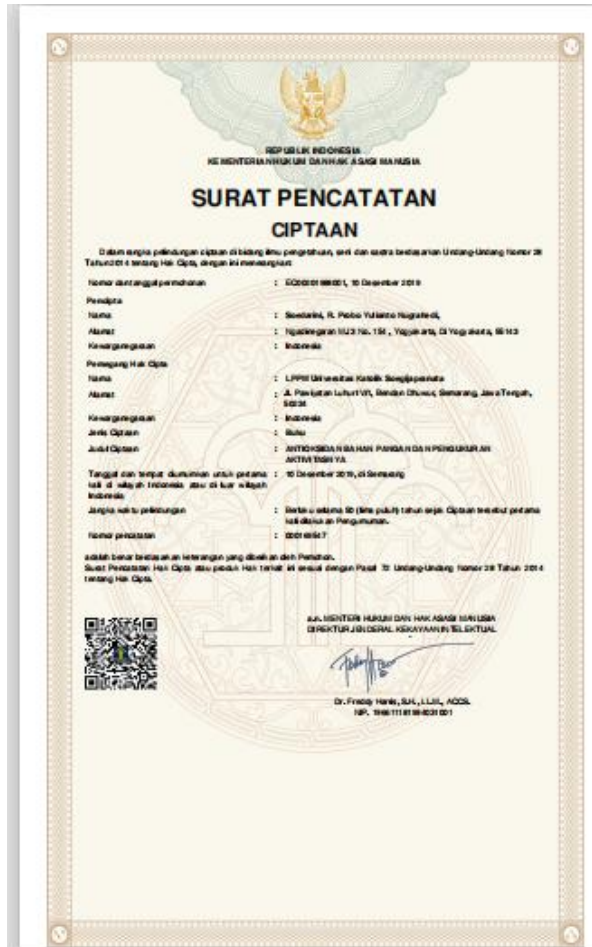 REPUBLIK INDONESIA
KEMENTERIAN HUKUM DAN HAK ASASI MANUSIA
SURAT PENCATATAN
CIPTAAN
Dalam rangka pelindungan ciptaan di bidang ilmu pengetahuan, seni dan sastra berdasarkan Undang-Undang Nomor 28
Tahun 2014 tentang Hak Cipta, dengan ini menerangkan:
Nomor dan tanggal permohonan : 10 Desember 2019
Pencipta
Nama : Soedarini, R. Probo Yulianto Nugrahedi,
Alamat : Ngadinegaran MJ3 No. 154, Yogyakarta, Di Yogyakarta, 55143
Kewarganegaraan : Indonesia
Pemegang Hak Cipta
Nama : LPPM Universitas Katolik Soegijapranata
Alamat : Jl. Pawiyatan Luhur Bendan Dhuwur, Semarang, Jawa Tengah,
50234
Kewarganegaraan : Indonesia
Jenis Ciptaan : Buku
Judul Ciptaan : ANTIOKSIDAN BAHAN PANGAN DAN PENGUKURAN
AKTIVITASNYA
Tanggal dan tempat diumumkan untuk pertama : 10 Desember 2019, di Semarang
kali di wilayah Indonesia atau di luar wilayah
Indonesia
Jangka waktu pelindungan : Berlaku selama 50 (lima puluh) tahun sejak Ciptaan tersebut pertama
kali dilakukan Pengumuman.
Nomor pencatatan :
adalah benar berdasarkan keterangan yang diberikan oleh Pemohon.
Surat Pencatatan Hak Cipta atau produk Hak terkait ini sesuai dengan Pasal 72 Undang-Undang Nomor 28 Tahun 2014
tentang Hak Cipta.
a.n. MENTERI HUKUM DAN HAK ASASI MANUSIA
DIREKTUR JENDERAL KEKAYAAN INTELEKTUAL
Dr. Freddy Harris, S.H., LL.M., ACCS.
NIP.